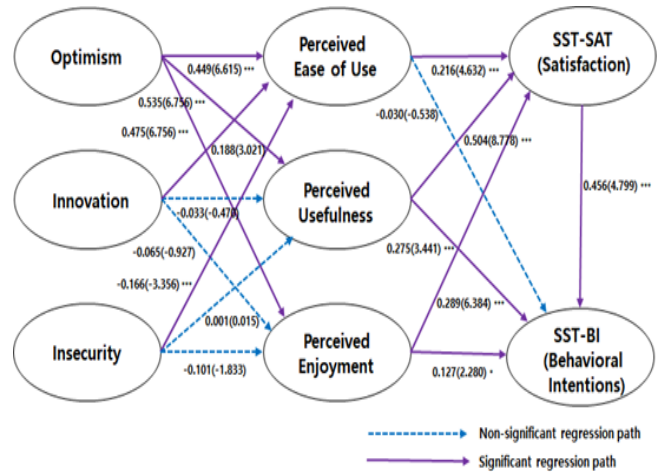 Optimism
Perceived
Ease of Use
SST-SAT
(Satisfaction)
0.449(6.615) ***
0.216(4.632) ***
0.535(6.756) ***
-0.030(-0.538)
0.475(6.756) ***
0.188(3.021)
0.504(8.778) ***
Innovation
Perceived
Usefulness
0.456(4.799) ***
-0.033(-0.470)
-0.065(-0.927)
0.275(3.441) ***
-0.166(-3.356) ***
0.001(0.015)
0.289(6.384) ***
Insecurity
Perceived
Enjoyment
SST-BI
(Behavioral
Intentions)
-0.101(-1.833)
0.127(2.280) *
Non-significant regression path
Significant regression path